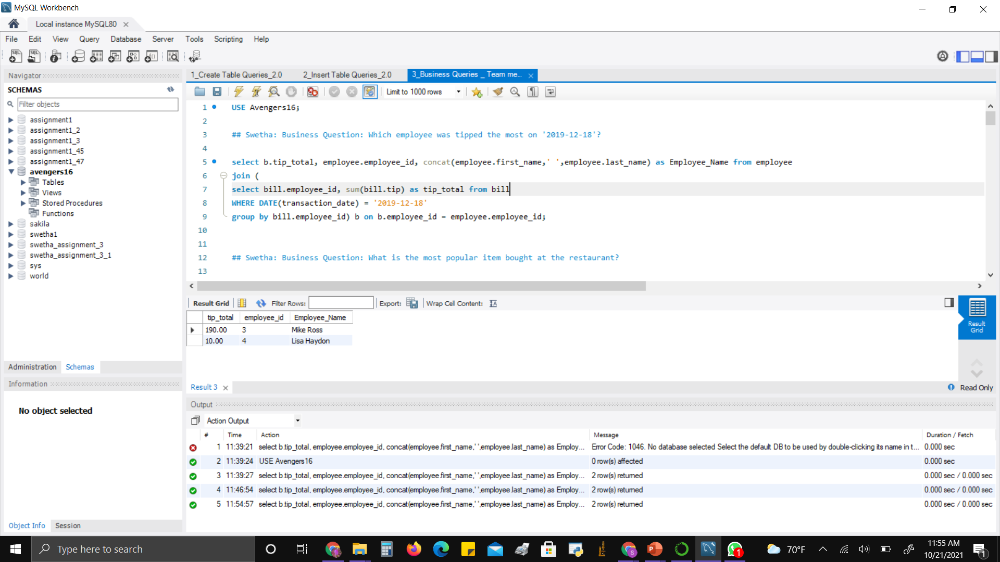 MySQL Workbench
Local instance MySQL80
File Edit View Query Database Server Tools Scripting Help
Navigator
SCHEMAS
Filter objects
assignment1
assignment1_2
assignment1_3
assignment1_45
assignment1_47
avengers16
Tables
Views
Stored Procedures
Functions
sakila
swetha1
swetha_assignment_3
swetha_assignment_3_1
sys
world
Administration Schemas
Information
No object selected
Object Info Session
1_Create Table Queries_2.0 2_Insert Table Queries_2.0 3_Business Queries _ Team me...
Limit to 1000 rows
1 USE Avengers16;
2
3 ## Swetha: Business Question: Which employee was tipped the most on '2019-12-18'?
4
5 select b.tip_total, employee.employee_id, concat(employee.first_name,' ',employee.last_name) as Employee_Name from employee
6 join (
7 select bill.employee_id, sum(bill.tip) as tip_total from bill
8 WHERE DATE(transaction_date) = '2019-12-18'
9 group by bill.employee_id) b on b.employee_id = employee.employee_id;
10
11
12 ## Swetha: Business Question: What is the most popular item bought at the restaurant?
13
Result Grid Filter Rows: Export: Wrap Cell Content:
tip_total employee_id Employee_Name
190.00 3 Mike Ross
10.00 4 Lisa Haydon
Result Grid
Result 3
Read Only
Output
Action Output
# Time Action Message Duration / Fetch
1 11:39:21 select b.tip_total, employee.employee_id, concat(employee.first_name,' ',employee.last_name) as Employ... Error Code: 1046. No database selected Select the default DB to be used by double-clicking its name in t... 0.000 sec
2 11:39:24 USE Avengers16 0 row(s) affected 0.000 sec
3 11:39:27 select b.tip_total, employee.employee_id, concat(employee.first_name,' ',employee.last_name) as Employ... 2 row(s) returned 0.000 sec / 0.000 sec
4 11:46:54 select b.tip_total, employee.employee_id, concat(employee.first_name,' ',employee.last_name) as Employ... 2 row(s) returned 0.000 sec / 0.000 sec
5 11:54:57 select b.tip_total, employee.employee_id, concat(employee.first_name,' ',employee.last_name) as Employ... 2 row(s) returned 0.000 sec / 0.000 sec
Type here to search
70°F
11:55 AM
10/21/2021